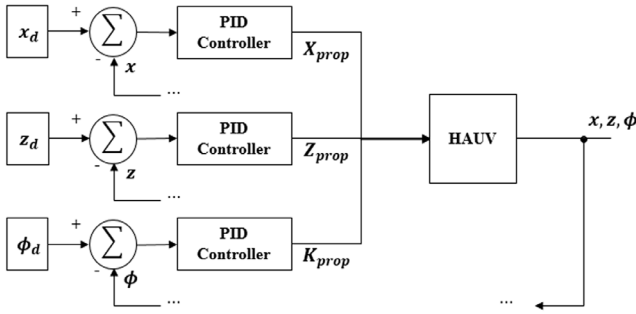 x_d
+
∑
-
x
...
PID
Controller
X_prop
z_d
+
∑
-
z
...
PID
Controller
Z_prop
HAUV
x, z, ϕ
ϕ_d
+
∑
-
ϕ
...
PID
Controller
K_prop
...